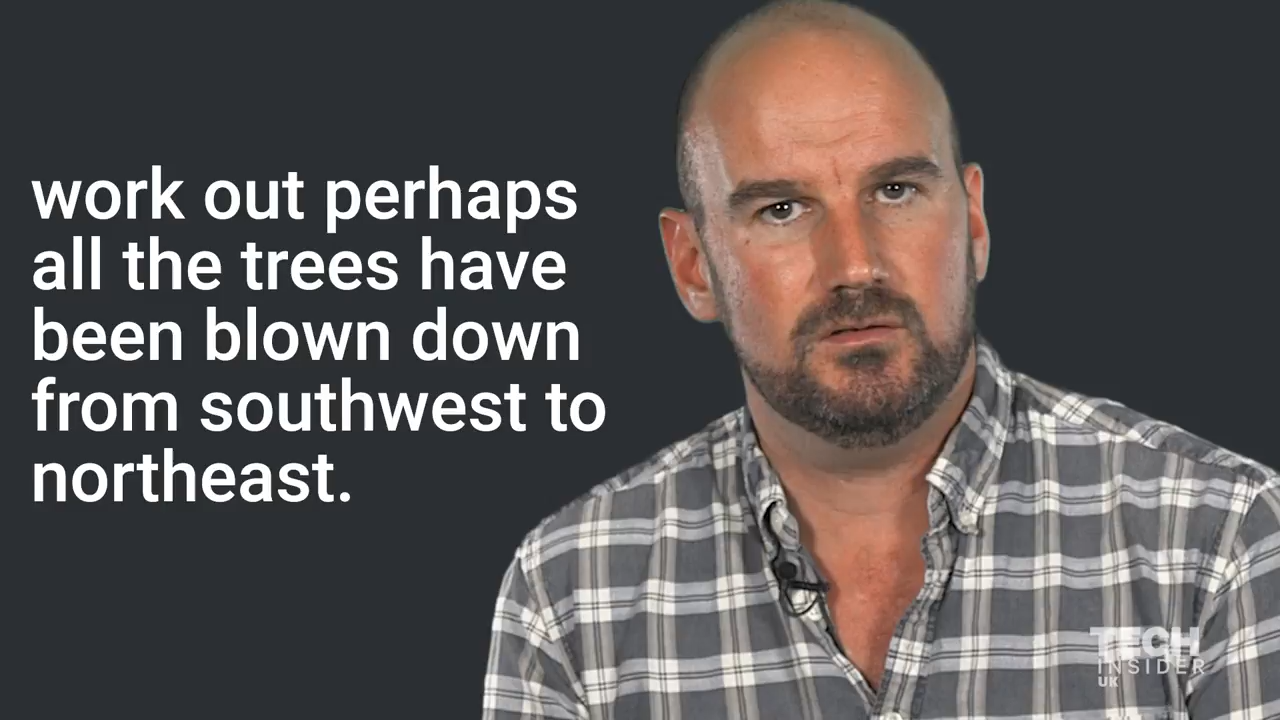 work out perhaps
all the trees have
been blown down
from southwest to
northeast.
TECH
INSIDER
UK